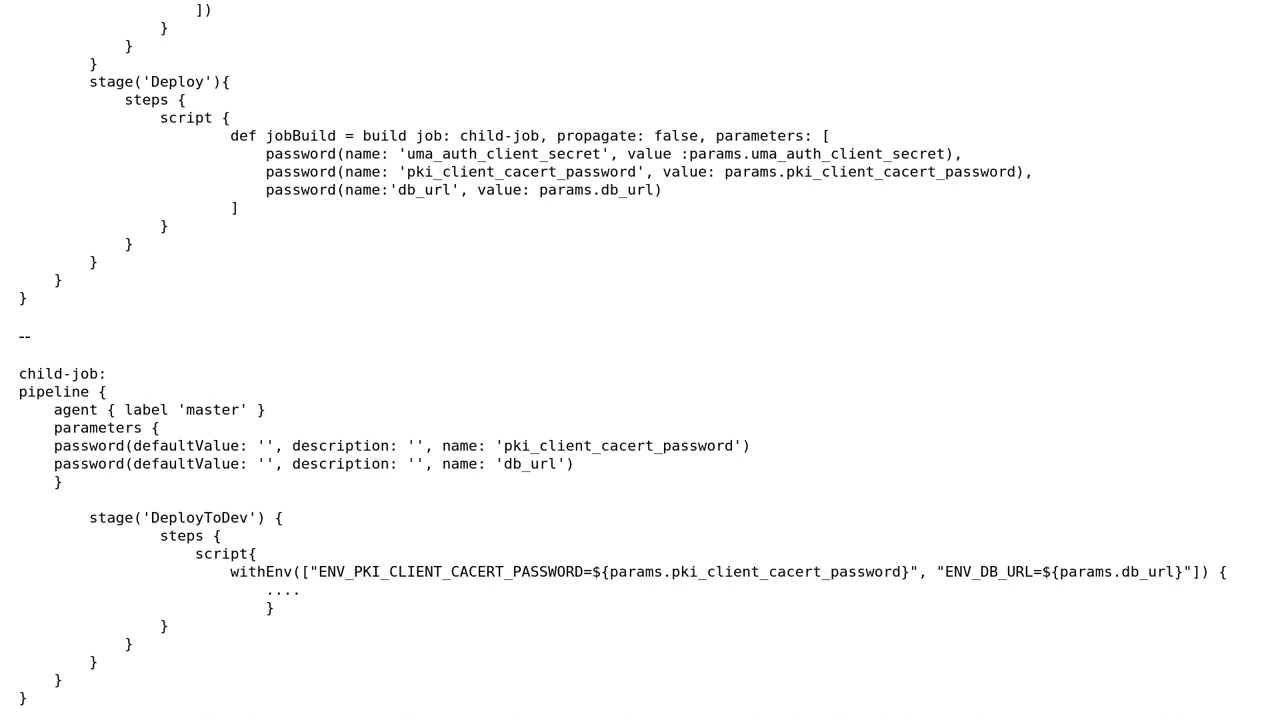 ])
                }
            }
        }
        stage('Deploy'){
            steps {
                script {
                        def jobBuild = build job: child-job, propagate: false, parameters: [
                            password(name: 'uma_auth_client_secret', value :params.uma_auth_client_secret),
                            password(name: 'pki_client_cacert_password', value: params.pki_client_cacert_password),
                            password(name:'db_url', value: params.db_url)
                        ]
                }
            }
        }
    }
}
--
child-job:
pipeline {
    agent { label 'master' }
    parameters {
    password(defaultValue: '', description: '', name: 'pki_client_cacert_password')
    password(defaultValue: '', description: '', name: 'db_url')
    }
        stage('DeployToDev') {
                steps {
                    script{
                        withEnv(["ENV_PKI_CLIENT_CACERT_PASSWORD=${params.pki_client_cacert_password}", "ENV_DB_URL=${params.db_url}"]) {
                            ....
                            }
                }
            }
        }
    }
}